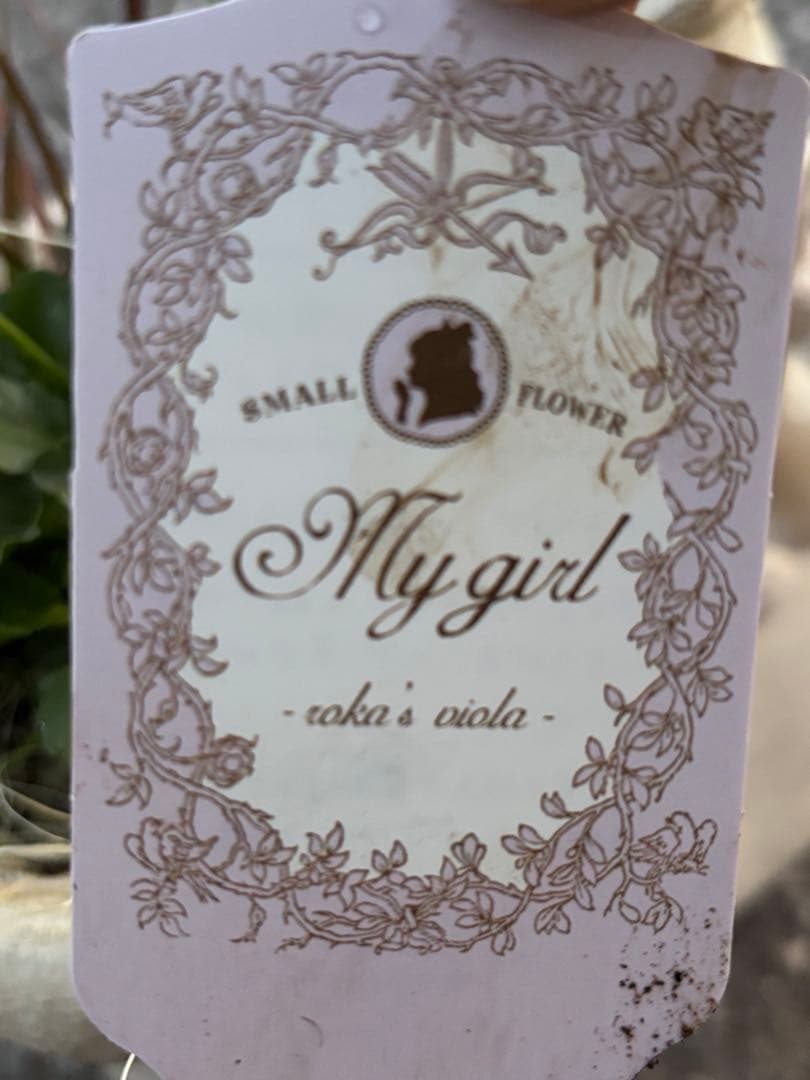 SMALL FLOWER
My girl
- roka's viola -